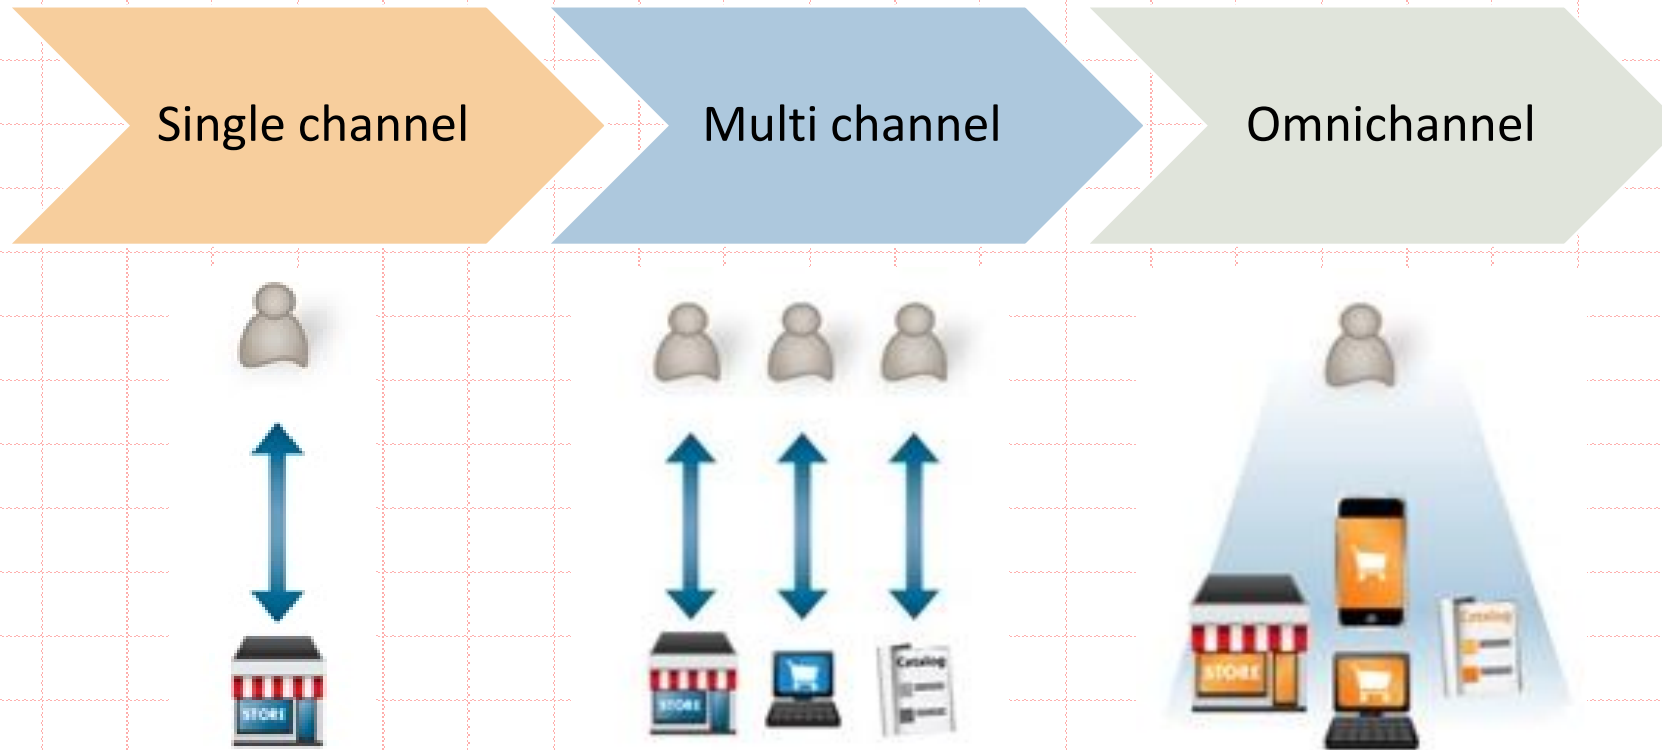 Single channel
Multi channel
Omnichannel
STORE
STORE
Catalog
STORE
Catalog